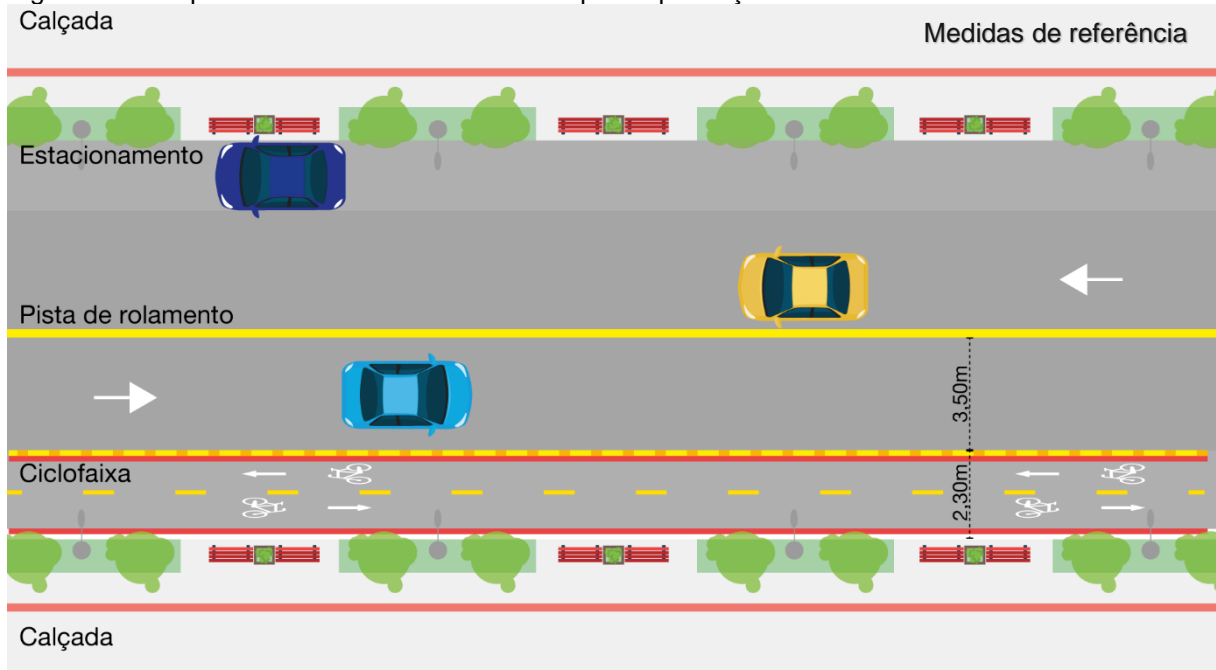 Calçada
Medidas de referência
Estacionamento
Pista de rolamento
3,50m
Ciclofaixa
2,30m
Calçada